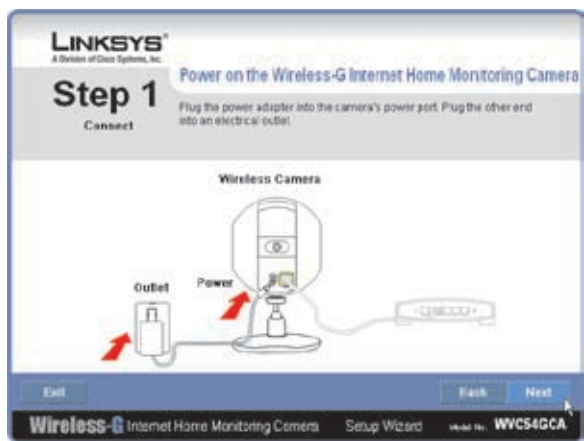 LINKSYS®
A Division of Cisco Systems, Inc.
Step 1
Connect
Power on the Wireless-G Internet Home Monitoring Camera
Plug the power adapter into the camera's power port. Plug the other end
into an electrical outlet.
Wireless Camera
Outlet
Power
Exit
Back
Next
Wireless-G Internet Home Monitoring Camera
Setup Wizard
Model No. WVC54GCA